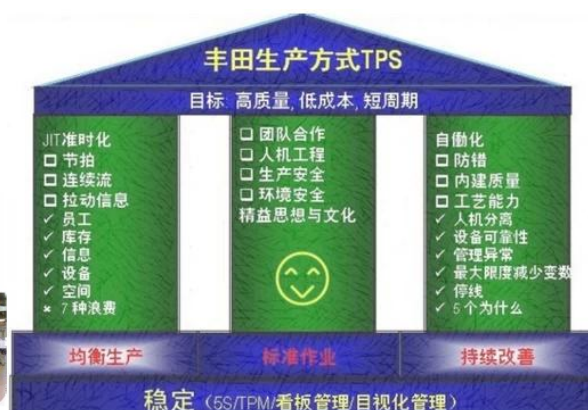 丰田生产方式TPS
目标: 高质量, 低成本, 短周期
JIT准时化
节拍
连续流
拉动信息
员工
库存
信息
设备
空间
7种浪费
团队合作
人机工程
生产安全
环境安全
精益思想与文化
自働化
防错
内建质量
工艺能力
人机分离
设备可靠性
管理异常
最大限度减少变数
停线
5个为什么
均衡生产
标准作业
持续改善
稳定（5S/TPM/看板管理/目视化管理）